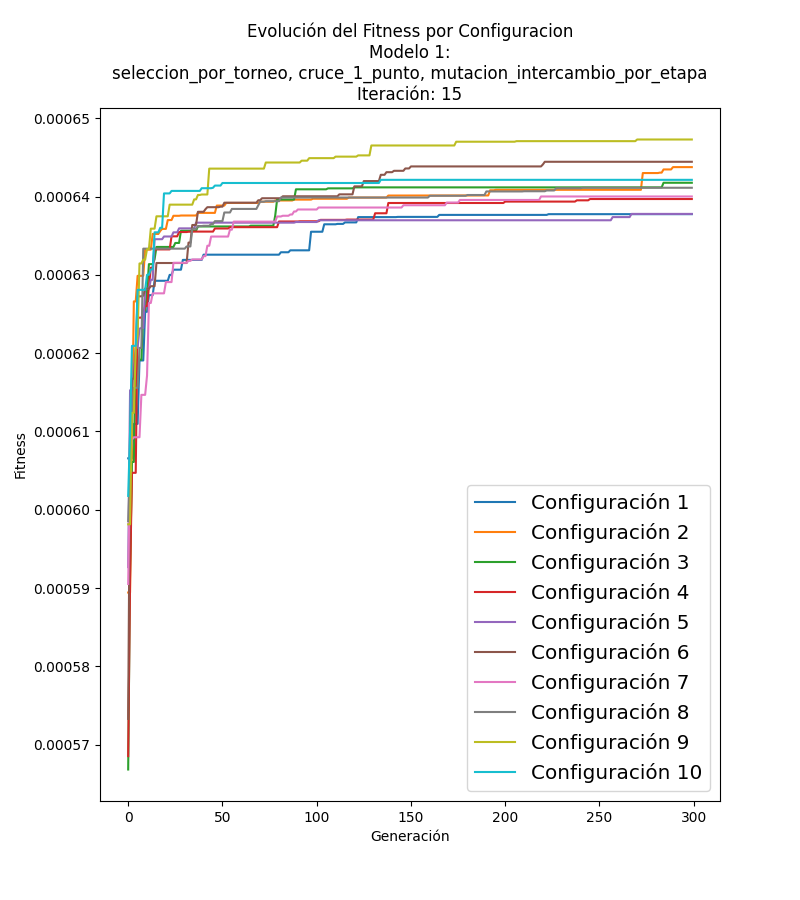 Evolución del Fitness por Configuracion
Modelo 1:
seleccion_por_torneo, cruce_1_punto, mutacion_intercambio_por_etapa
Iteración: 15
0.00065
0.00064
0.00063
0.00062
0.00061
0.00060
0.00059
0.00058
0.00057
Fitness
Configuración 1
Configuración 2
Configuración 3
Configuración 4
Configuración 5
Configuración 6
Configuración 7
Configuración 8
Configuración 9
Configuración 10
0 50 100 150 200 250 300
Generación